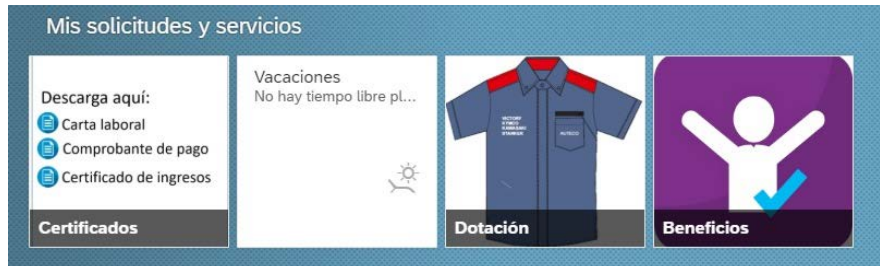 Mis solicitudes y servicios
Descarga aquí:
Carta laboral
Comprobante de pago
Certificado de ingresos
Certificados
Vacaciones
No hay tiempo libre pl...
AUTECO
Dotación
Beneficios